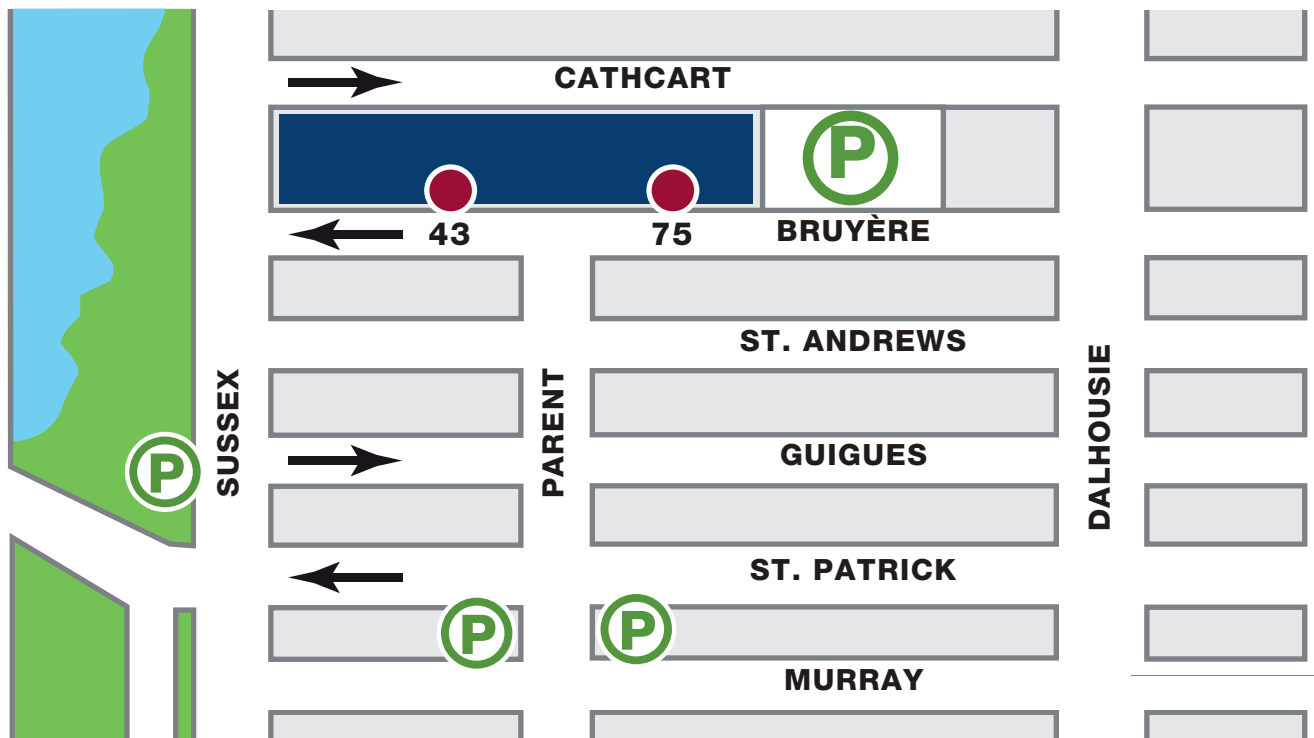 CATHCART
P
43
75
BRUYÈRE
ST. ANDREWS
SUSSEX
PARENT
DALHOUSIE
GUIGUES
P
ST. PATRICK
P
P
MURRAY